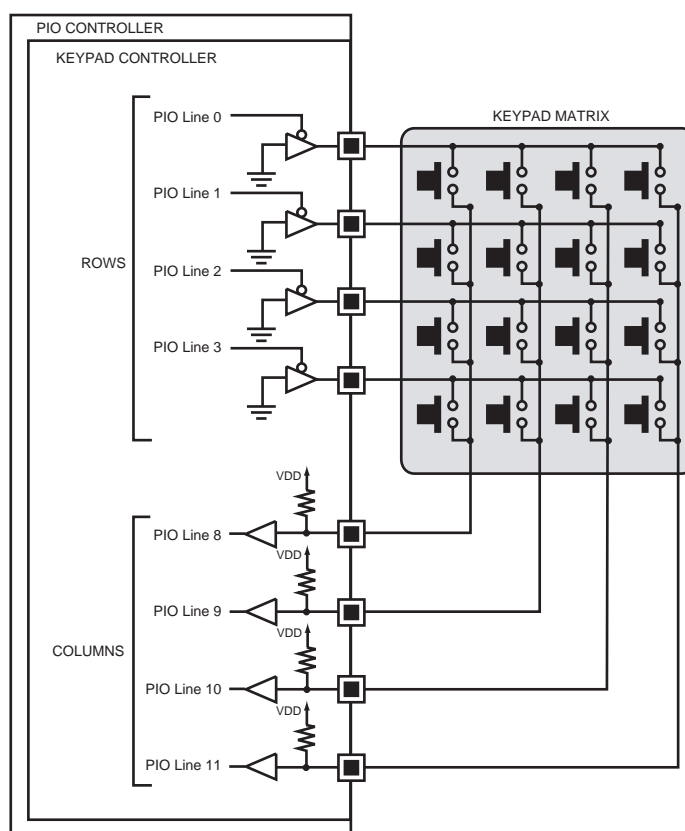 PIO CONTROLLER
KEYPAD CONTROLLER
KEYPAD MATRIX
ROWS
PIO Line 0
PIO Line 1
PIO Line 2
PIO Line 3
COLUMNS
VDD
PIO Line 8
VDD
PIO Line 9
VDD
PIO Line 10
VDD
PIO Line 11